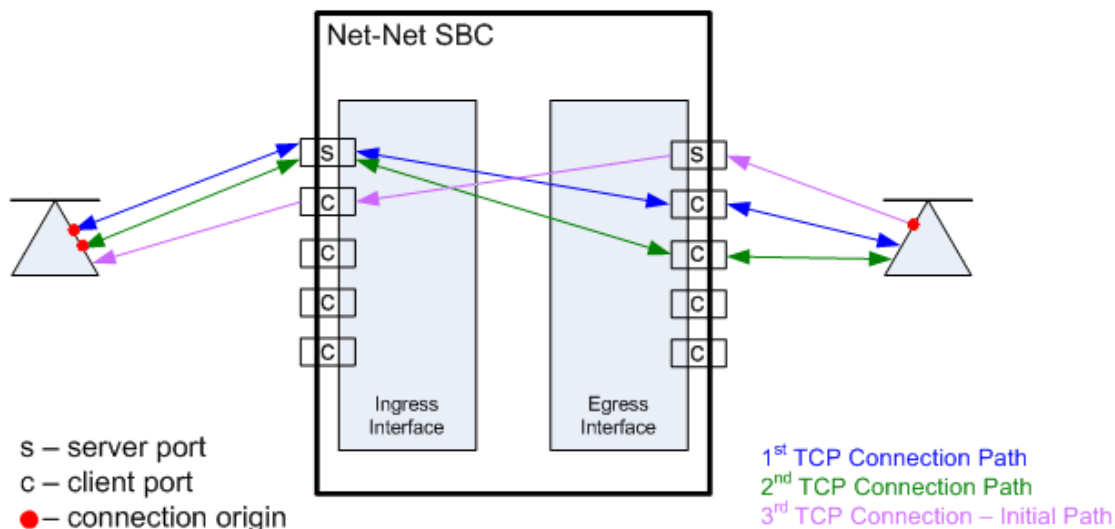 Net-Net SBC
S
C
C
C
C
S
C
C
C
C
Ingress
Interface
Egress
Interface
s – server port
c – client port
– connection origin
1st TCP Connection Path
2nd TCP Connection Path
3rd TCP Connection – Initial Path